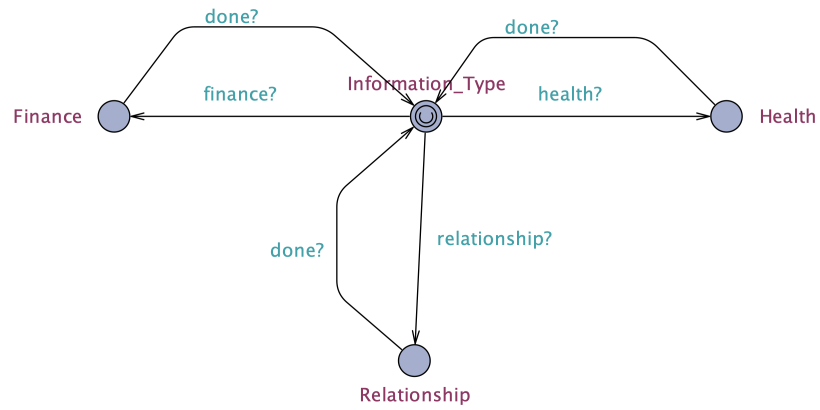 done?
done?
Information_Type
finance?
health?
Finance
Health
relationship?
done?
Relationship